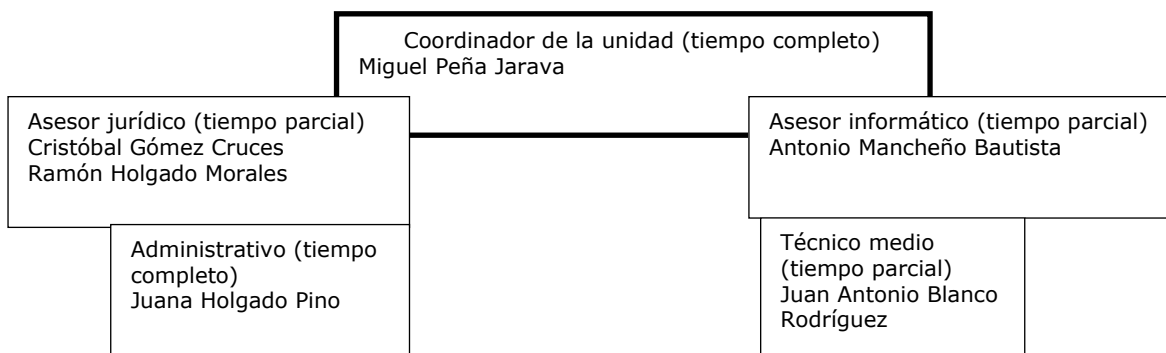 Coordinador de la unidad (tiempo completo)
Miguel Peña Jarava
Asesor jurídico (tiempo parcial)
Cristóbal Gómez Cruces
Ramón Holgado Morales
Asesor informático (tiempo parcial)
Antonio Mancheño Bautista
Administrativo (tiempo
completo)
Juana Holgado Pino
Técnico medio
(tiempo parcial)
Juan Antonio Blanco
Rodríguez